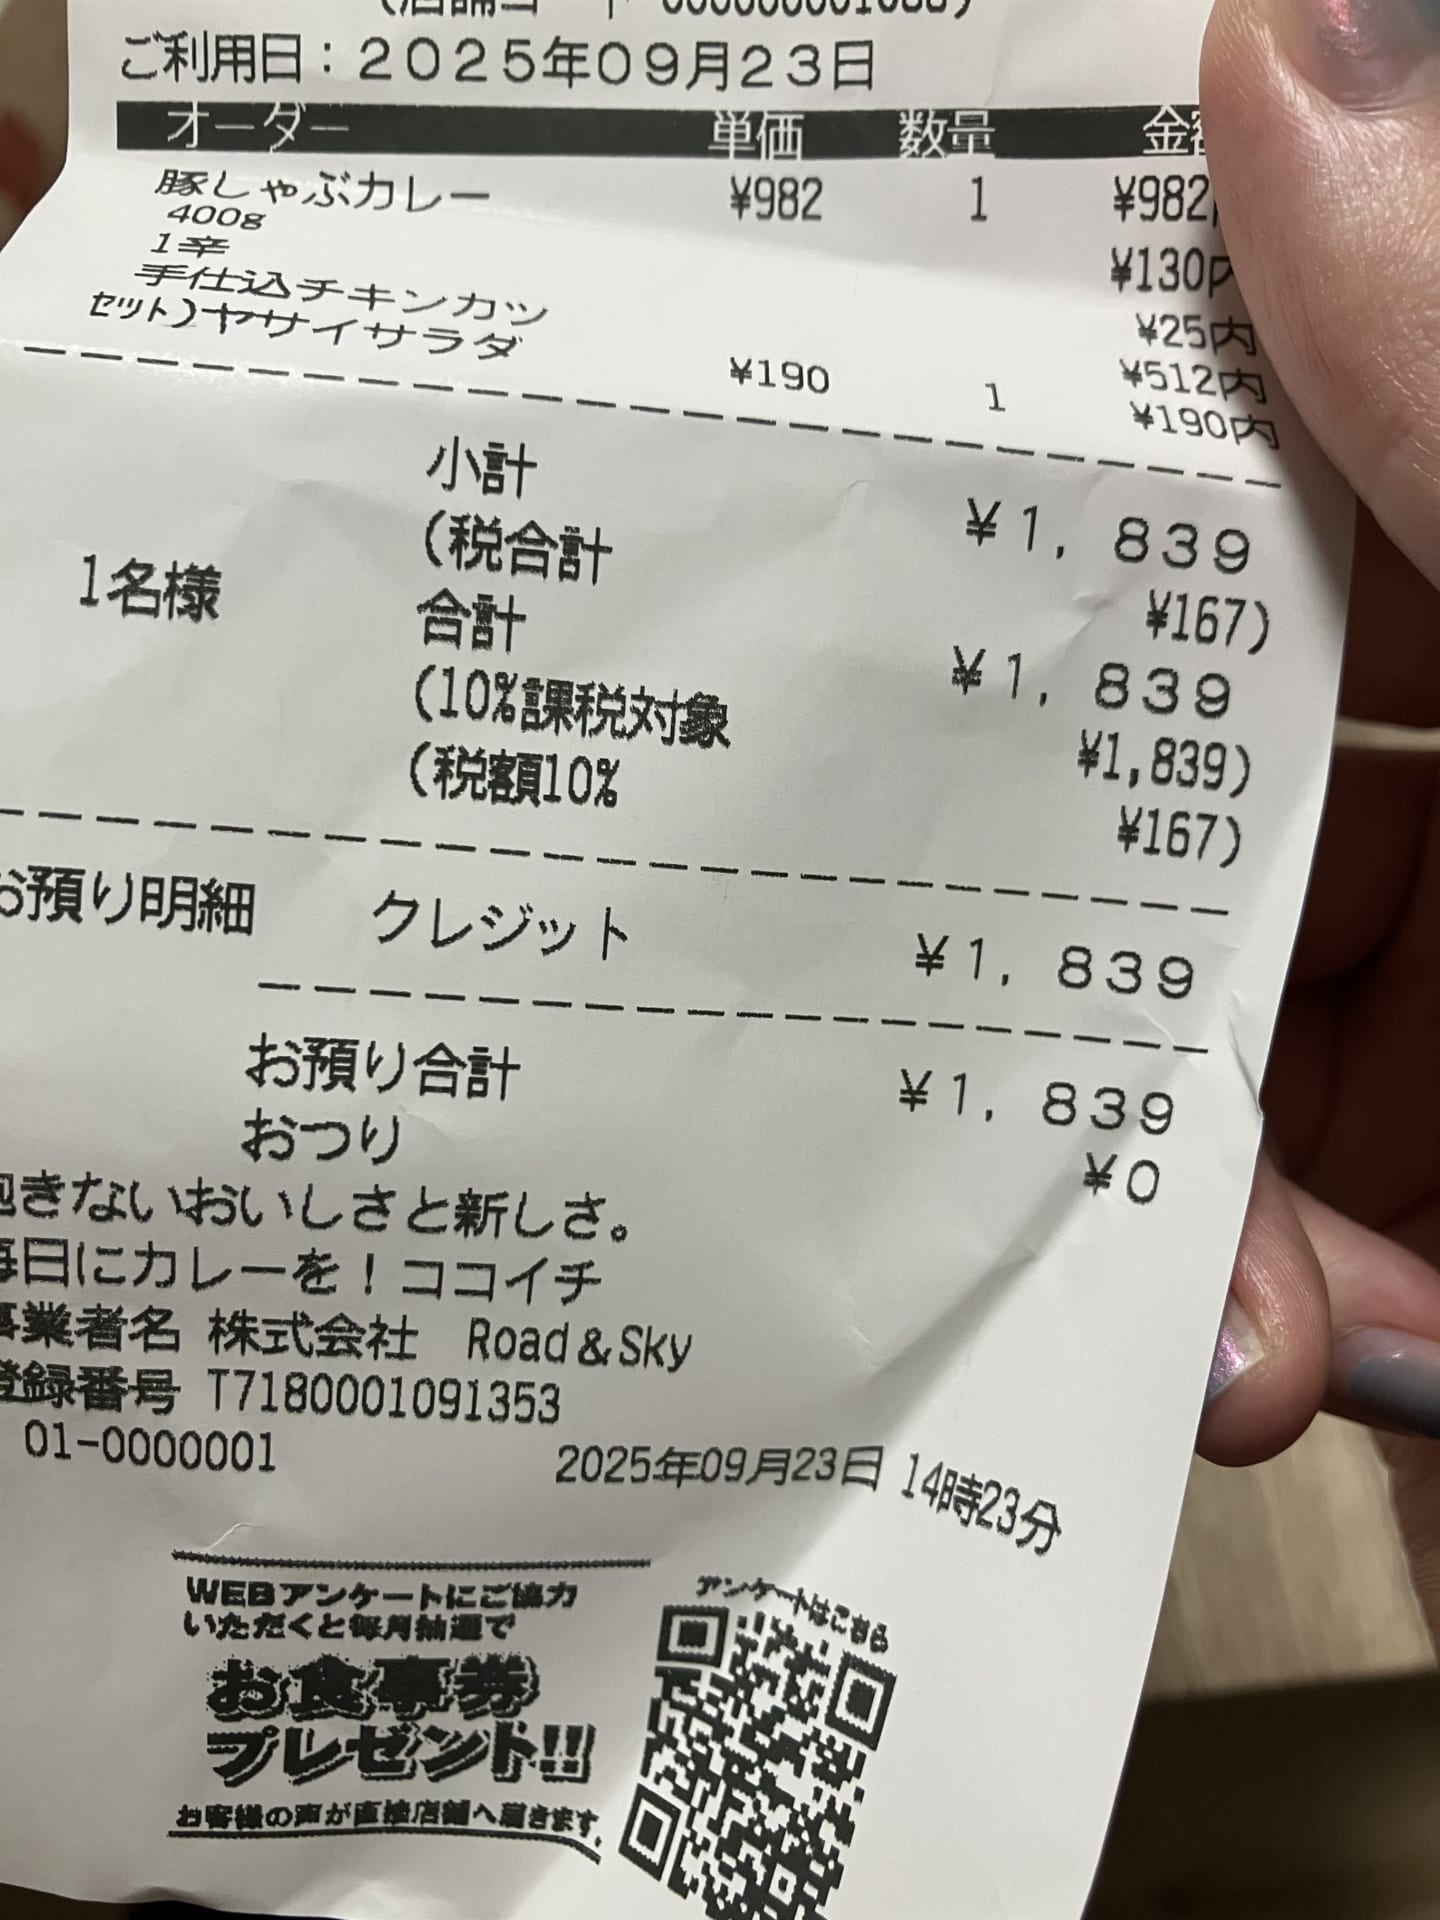 ご利用日：2025年09月23日
オーダー 単価 数量
豚しゃぶカレー ¥982 1 ¥982
400g ¥130内
1辛 ¥25内
手仕込チキンカツ ¥512内
セット)ヤサイサラダ ¥190 1 ¥190内
小計 ¥1,839
(税合計 ¥167)
1名様 合計 ¥1,839
(10%課税対象 ¥1,839)
(税額10% ¥167)
お預り明細 クレジット ¥1,839
お預り合計 ¥1,839
おつり ¥0
飽きないおいしさと新しさ。
毎日にカレーを！ココイチ
事業者名 株式会社 Road＆Sky
登録番号 T7180001091353
01-0000001 2025年09月23日 14時23分
WEBアンケートにご協力
いただくと毎月抽選で
お食事券
プレゼント!!
お客様の声が直接店舗へ届きます。
アンケートはこちら